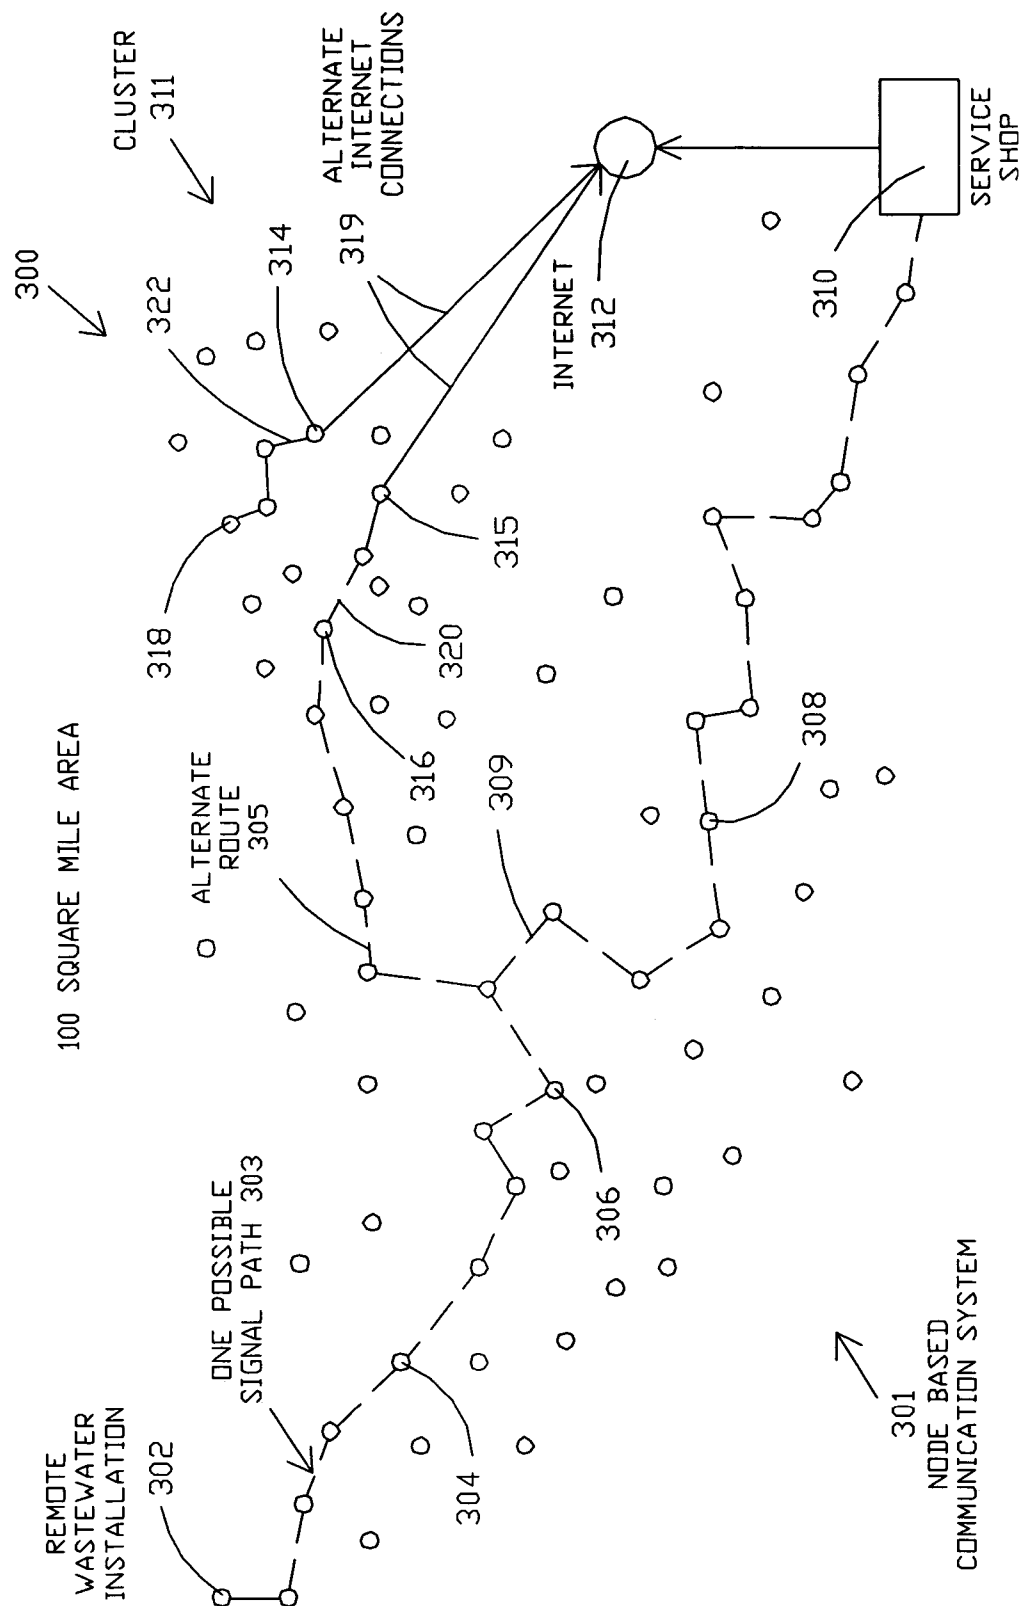 300
100 SQUARE MILE AREA
CLUSTER
311
REMOTE
WASTEWATER
INSTALLATION
302
ONE POSSIBLE
SIGNAL PATH 303
ALTERNATE
ROUTE
305
318
322
314
ALTERNATE
INTERNET
CONNECTIONS
319
304
306
316
320
315
309
INTERNET
312
308
310
SERVICE
SHOP
301
NODE BASED
COMMUNICATION SYSTEM